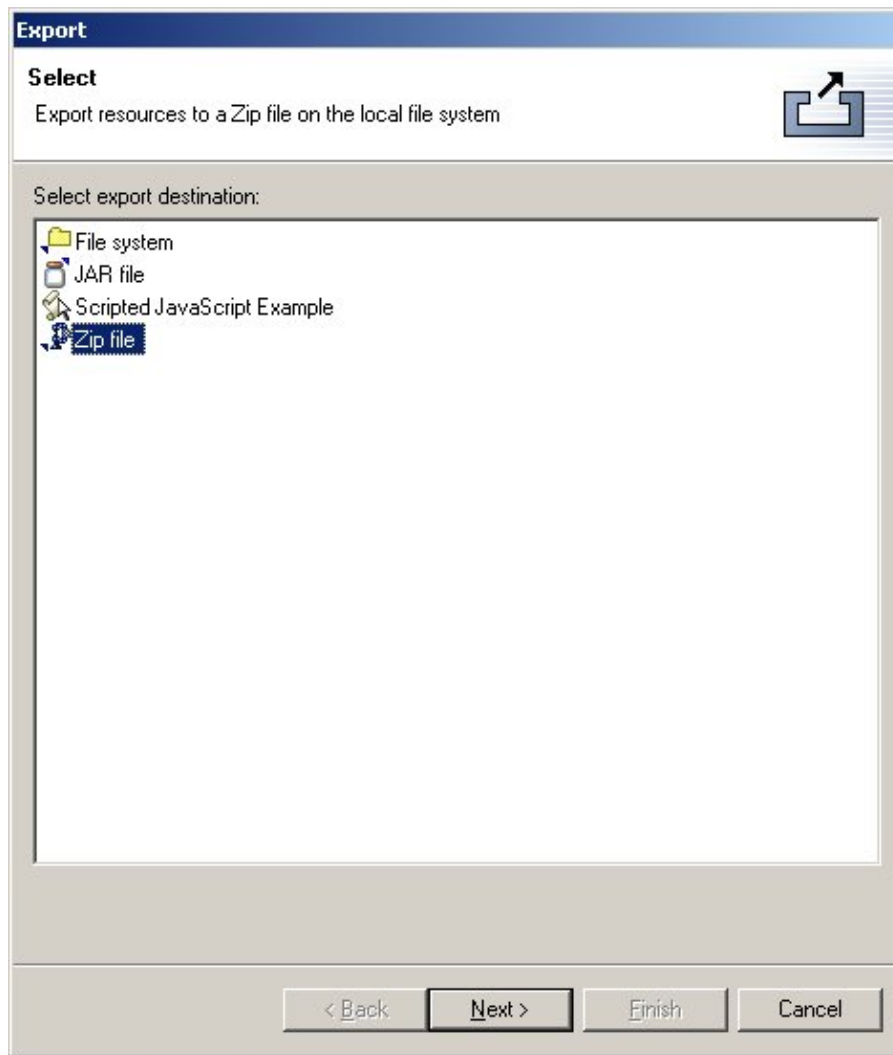 Export
Select
Export resources to a Zip file on the local file system
Select export destination:
File system
JAR file
Scripted JavaScript Example
Zip file
< Back Next > Finish Cancel